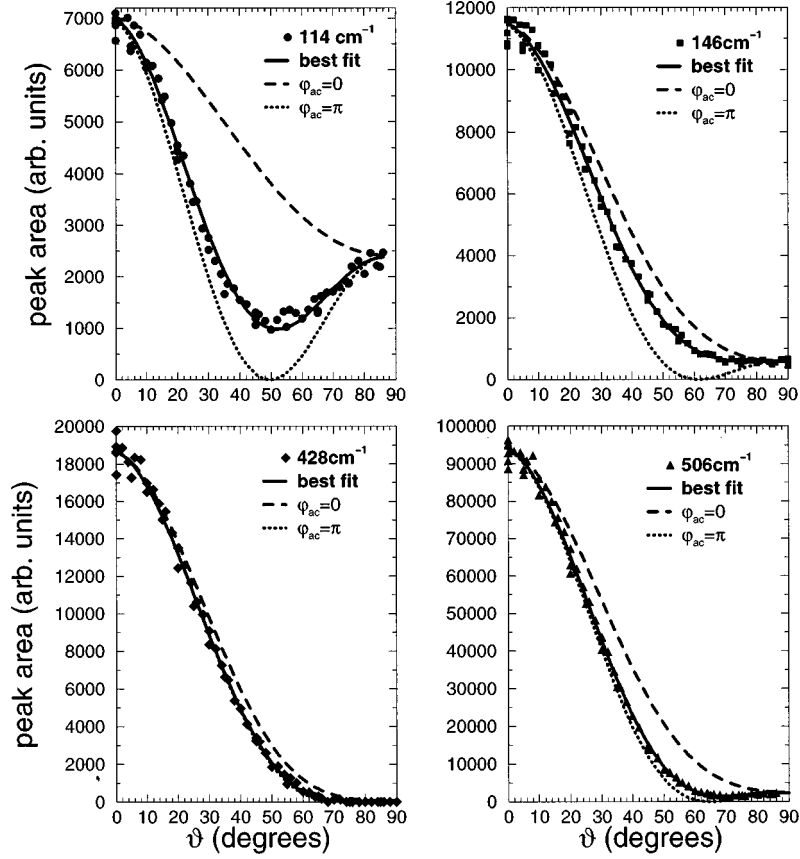 7000
6000
5000
4000
3000
2000
1000
0
peak area (arb. units)
114 cm⁻¹
best fit
φac=0
φac=π
0 10 20 30 40 50 60 70 80 90
12000
10000
8000
6000
4000
2000
0
146cm⁻¹
best fit
φac=0
φac=π
0 10 20 30 40 50 60 70 80 90
20000
18000
16000
14000
12000
10000
8000
6000
4000
2000
0
peak area (arb. units)
428cm⁻¹
best fit
φac=0
φac=π
0 10 20 30 40 50 60 70 80 90
ϑ (degrees)
100000
90000
80000
70000
60000
50000
40000
30000
20000
10000
0
506cm⁻¹
best fit
φac=0
φac=π
0 10 20 30 40 50 60 70 80 90
ϑ (degrees)